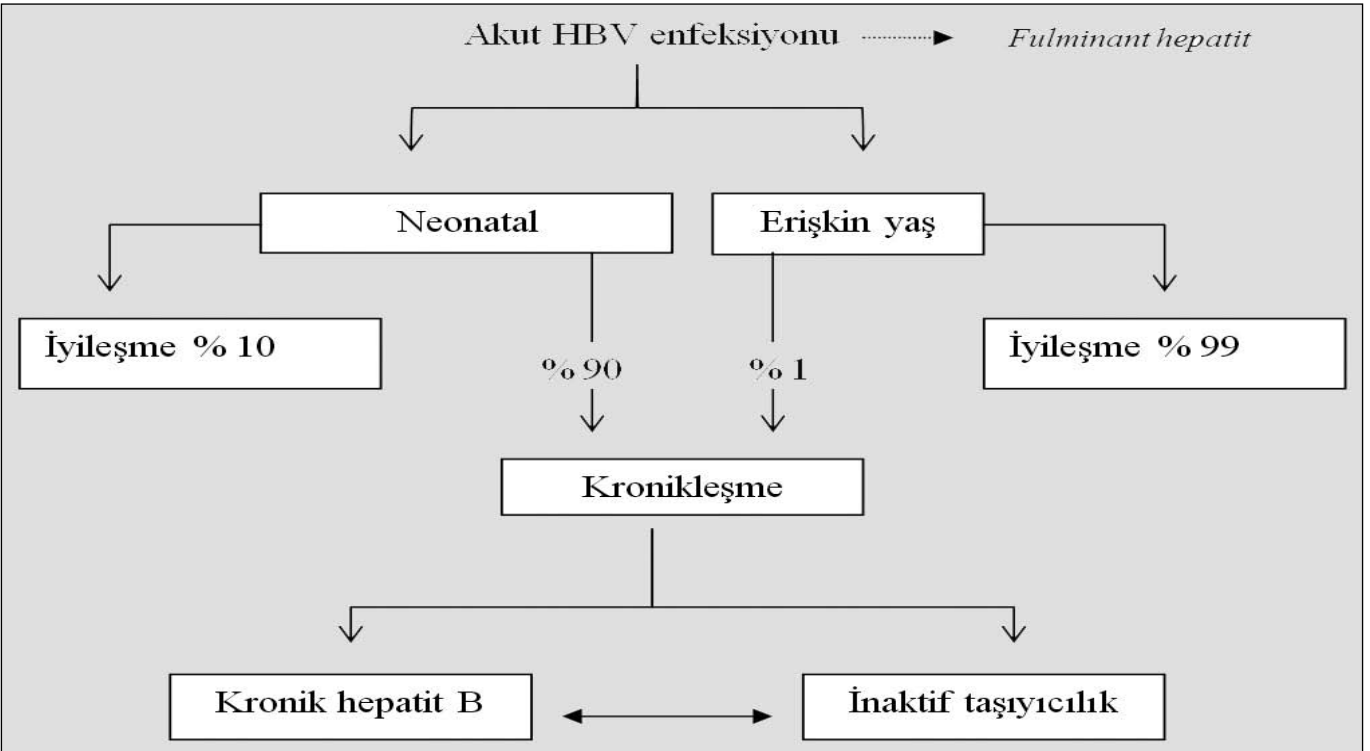 Akut HBV enfeksiyonu
Fulminant hepatit
Neonatal
Erişkin yaş
İyileşme % 10
% 90
% 1
İyileşme % 99
Kronikleşme
Kronik hepatit B
İnaktif taşıyıcılık